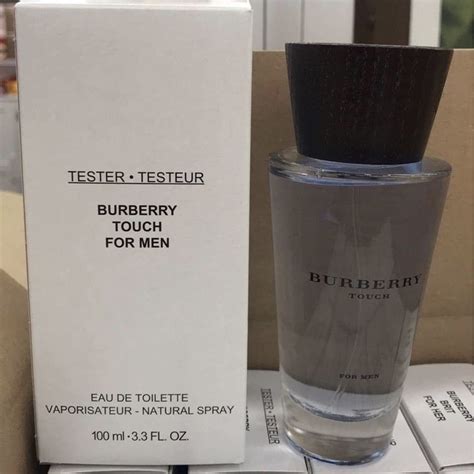 TESTER • TESTEUR
BURBERRY
TOUCH
FOR MEN
EAU DE TOILETTE
VAPORISATEUR - NATURAL SPRAY
100 ml · 3.3 FL. OZ.
BURBERRY
TOUCH
FOR MEN
BURBERRY
BRIT
FOR HER